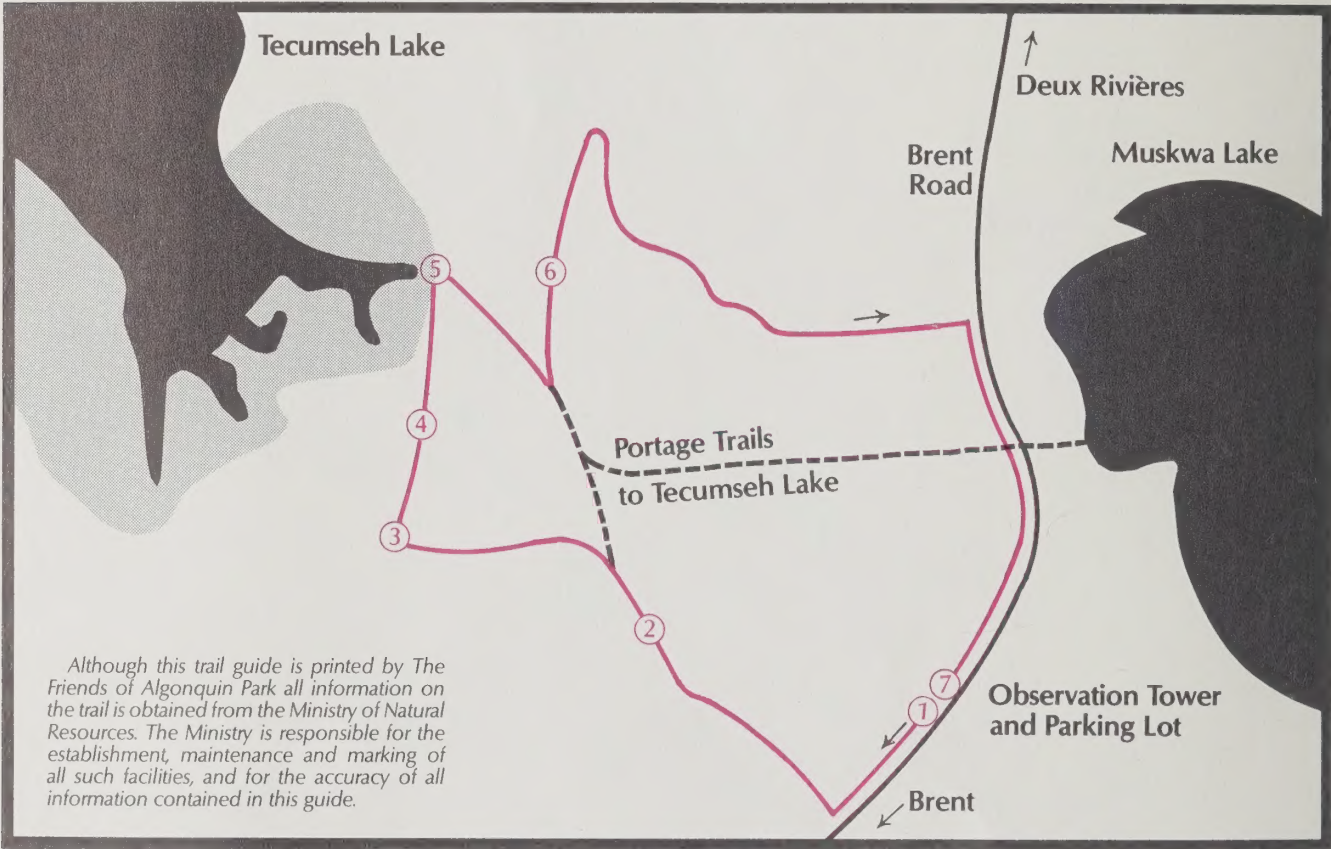 Tecumseh Lake
Deux Rivières
Brent
Road
Muskwa Lake
5
6
4
Portage Trails
to Tecumseh Lake
3
2
Although this trail guide is printed by The
Friends of Algonquin Park all information on
the trail is obtained from the Ministry of Natural
Resources. The Ministry is responsible for the
establishment, maintenance and marking of
all such facilities, and for the accuracy of all
information contained in this guide.
7
1
Observation Tower
and Parking Lot
Brent